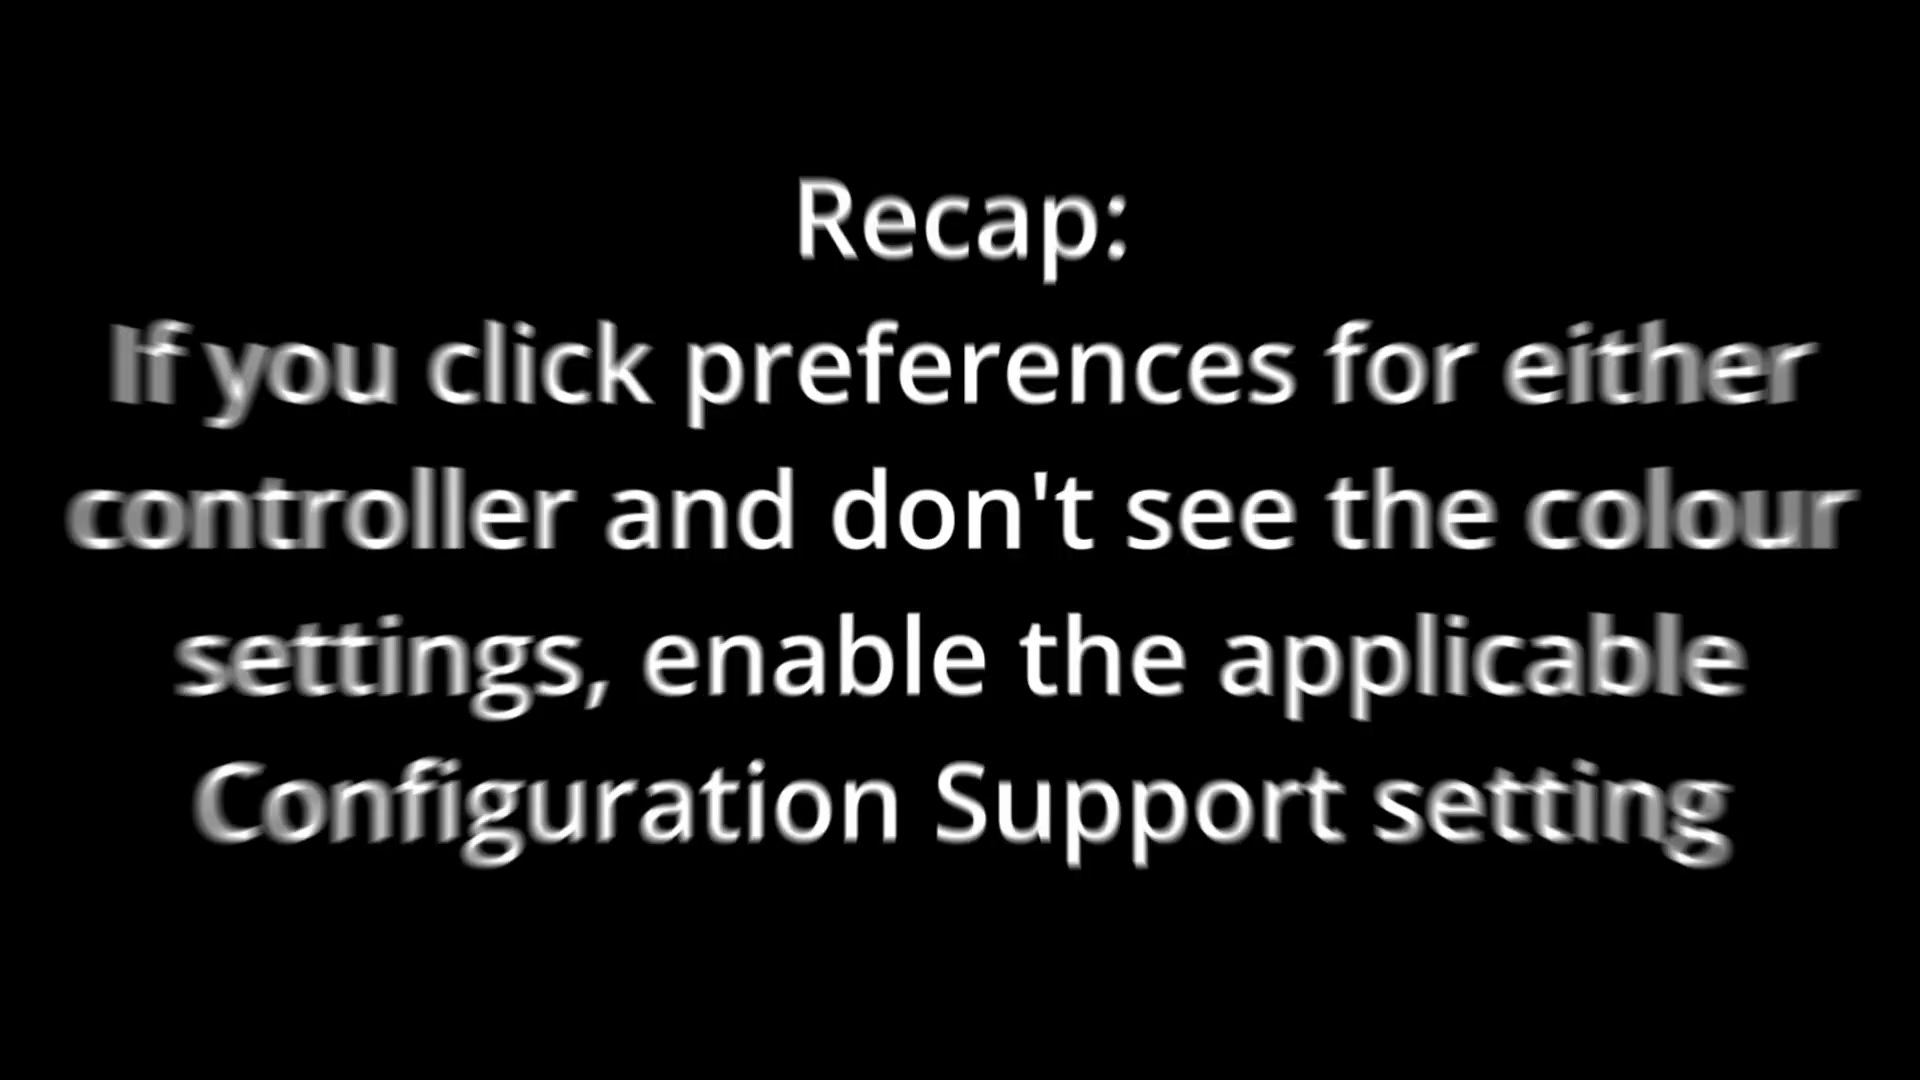 Recap:
If you click preferences for either
controller and don't see the colour
settings, enable the applicable
Configuration Support setting